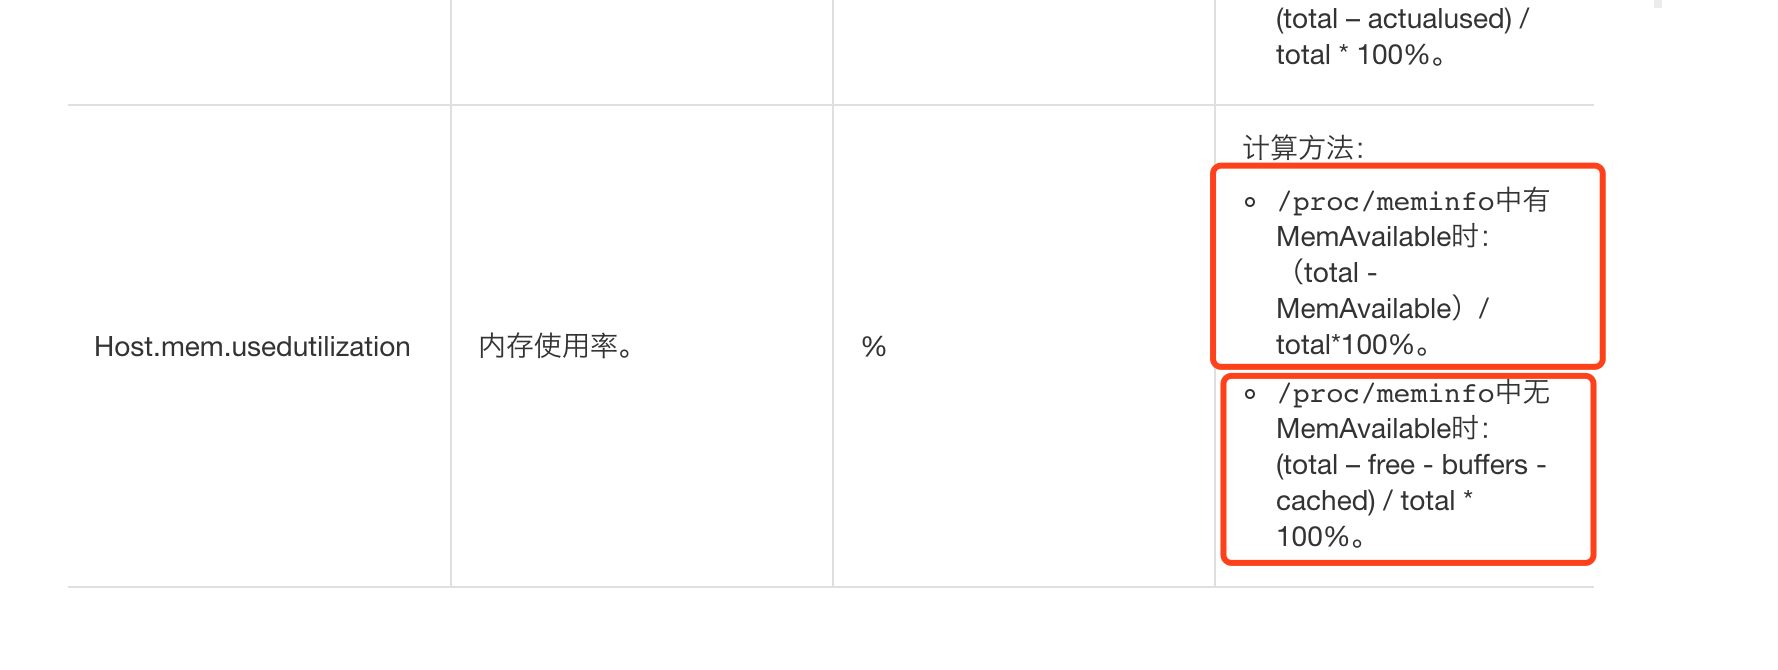 (total – actualused) /
total * 100%。
计算方法：
Host.mem.usedutilization
内存使用率。
%
/proc/meminfo中有
MemAvailable时：
（total -
MemAvailable）/
total*100%。
/proc/meminfo中无
MemAvailable时：
(total – free - buffers -
cached) / total *
100%。